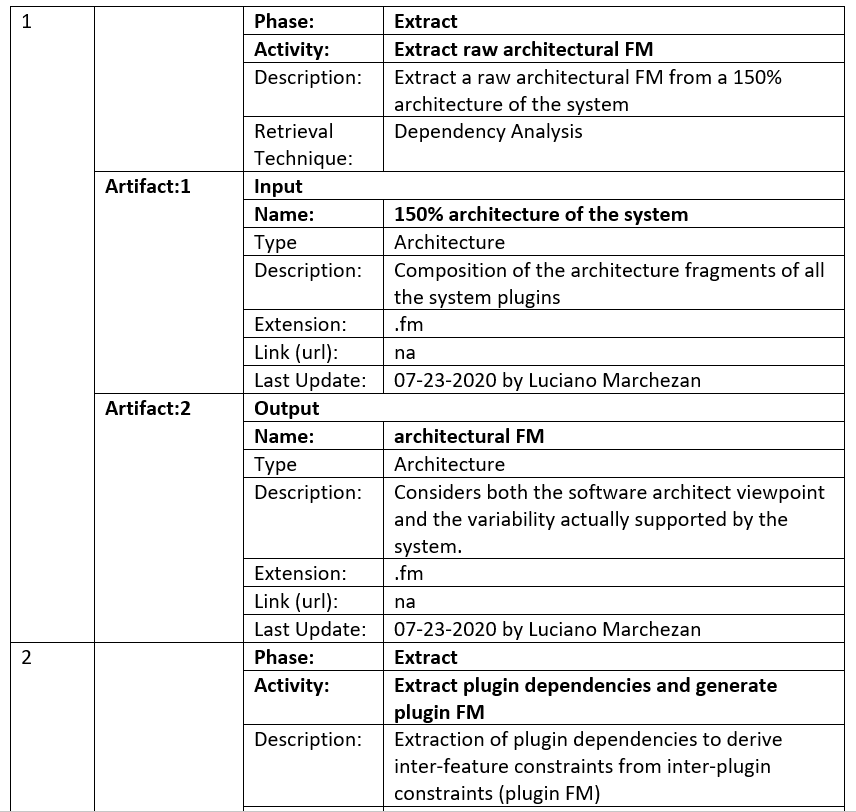 1
Phase: Extract
Activity: Extract raw architectural FM
Description: Extract a raw architectural FM from a 150%
architecture of the system
Retrieval Dependency Analysis
Technique:
Artifact:1 Input
Name: 150% architecture of the system
Type Architecture
Description: Composition of the architecture fragments of all
the system plugins
Extension: .fm
Link (url): na
Last Update: 07-23-2020 by Luciano Marchezan
Artifact:2 Output
Name: architectural FM
Type Architecture
Description: Considers both the software architect viewpoint
and the variability actually supported by the
system.
Extension: .fm
Link (url): na
Last Update: 07-23-2020 by Luciano Marchezan
2
Phase: Extract
Activity: Extract plugin dependencies and generate
plugin FM
Description: Extraction of plugin dependencies to derive
inter-feature constraints from inter-plugin
constraints (plugin FM)